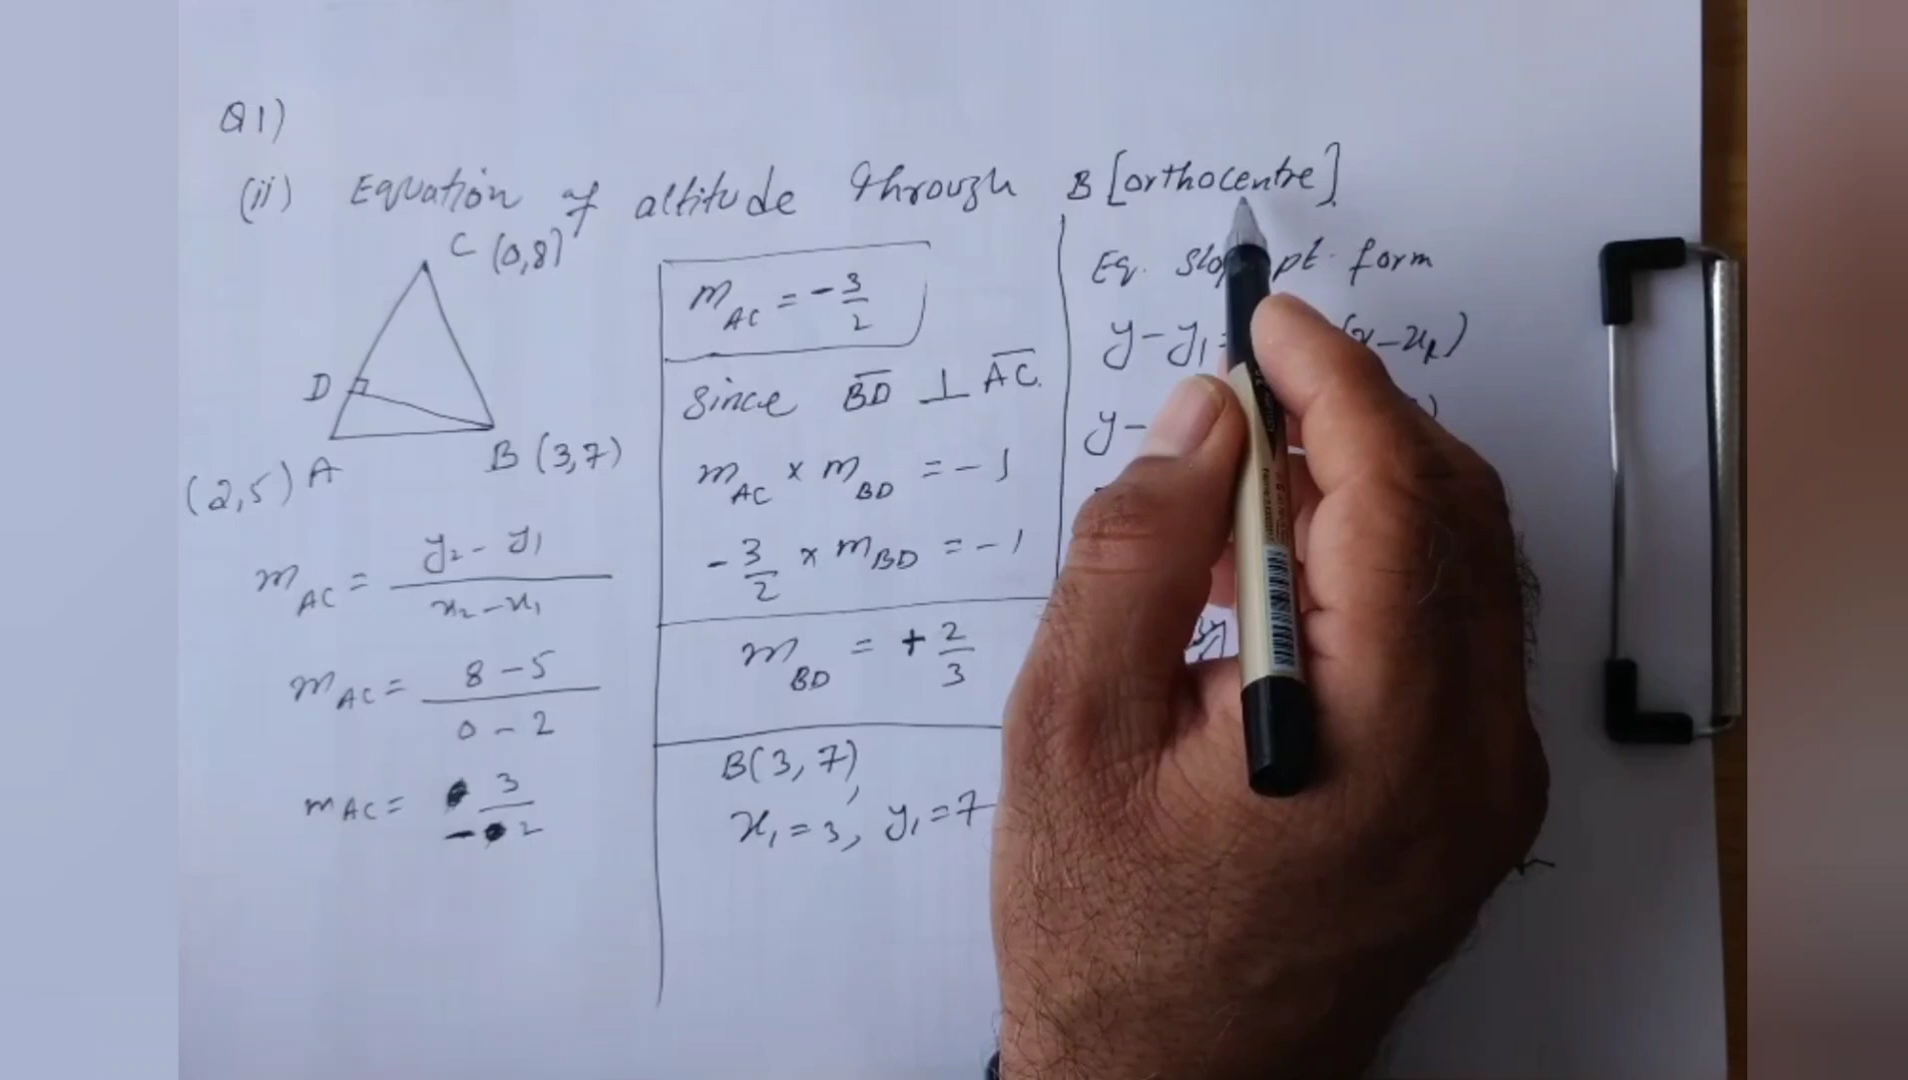 Q1)
(ii) Equation of altitude through B [orthocentre]
C (0,8)
D
B (3,7)
(2,5) A
m_AC = (y₂ - y₁)/(x₂ - x₁)
m_AC = (8 - 5)/(0 - 2)
m_AC = 3/-2
m_AC = -3/2
Since BD ⊥ AC.
m_AC × m_BD = -1
-3/2 × m_BD = -1
m_BD = +2/3
B(3, 7)
x₁ = 3, y₁ = 7
Eq. pt. form
y - y₁ = (x - x₁)
y -